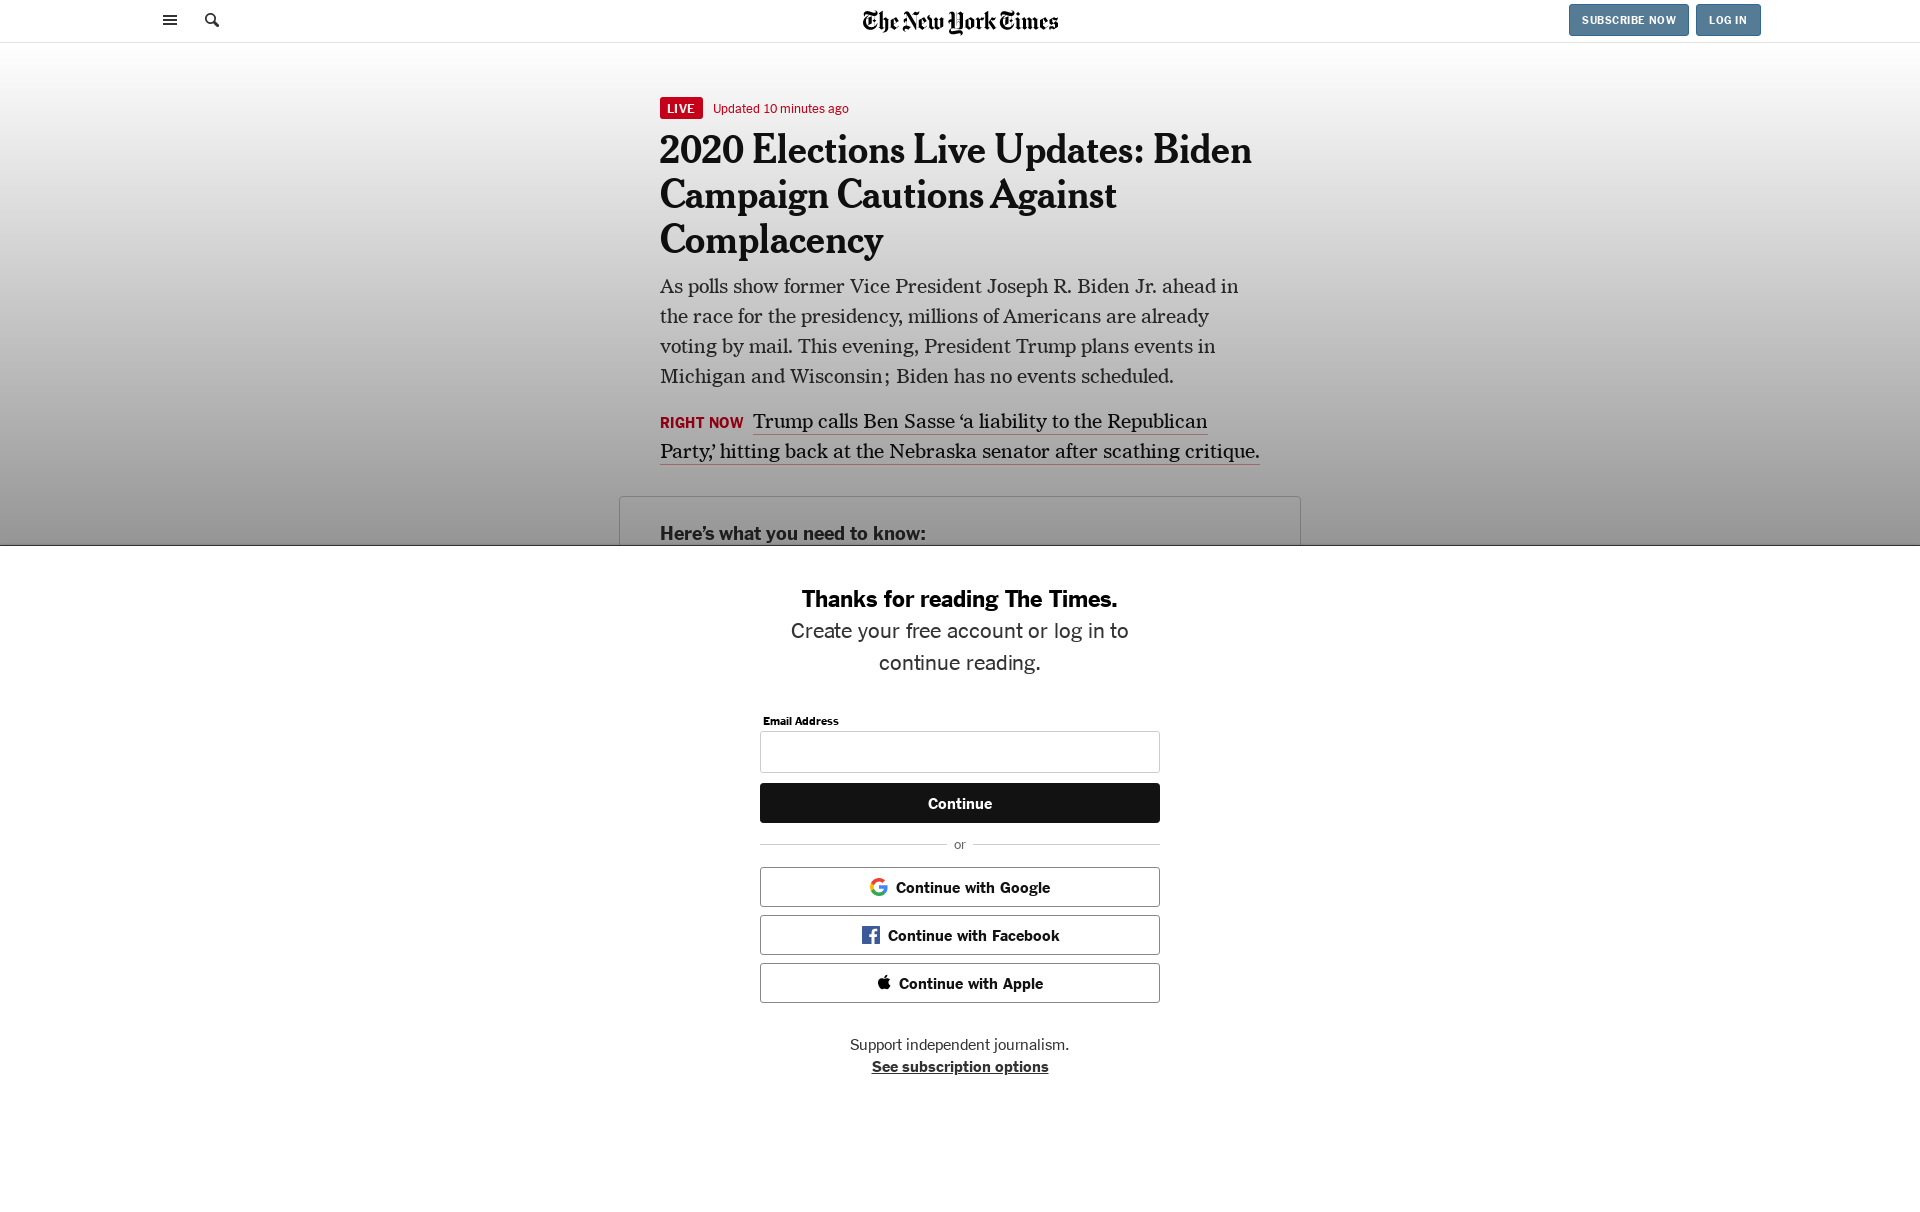 The New York Times
SUBSCRIBE NOW
LOG IN
LIVE Updated 10 minutes ago
2020 Elections Live Updates: Biden
Campaign Cautions Against
Complacency
As polls show former Vice President Joseph R. Biden Jr. ahead in
the race for the presidency, millions of Americans are already
voting by mail. This evening, President Trump plans events in
Michigan and Wisconsin; Biden has no events scheduled.
RIGHT NOW Trump calls Ben Sasse ‘a liability to the Republican
Party,’ hitting back at the Nebraska senator after scathing critique.
Here’s what you need to know:
Thanks for reading The Times.
Create your free account or log in to
continue reading.
Email Address
Continue
or
Continue with Google
Continue with Facebook
Continue with Apple
Support independent journalism.
See subscription options